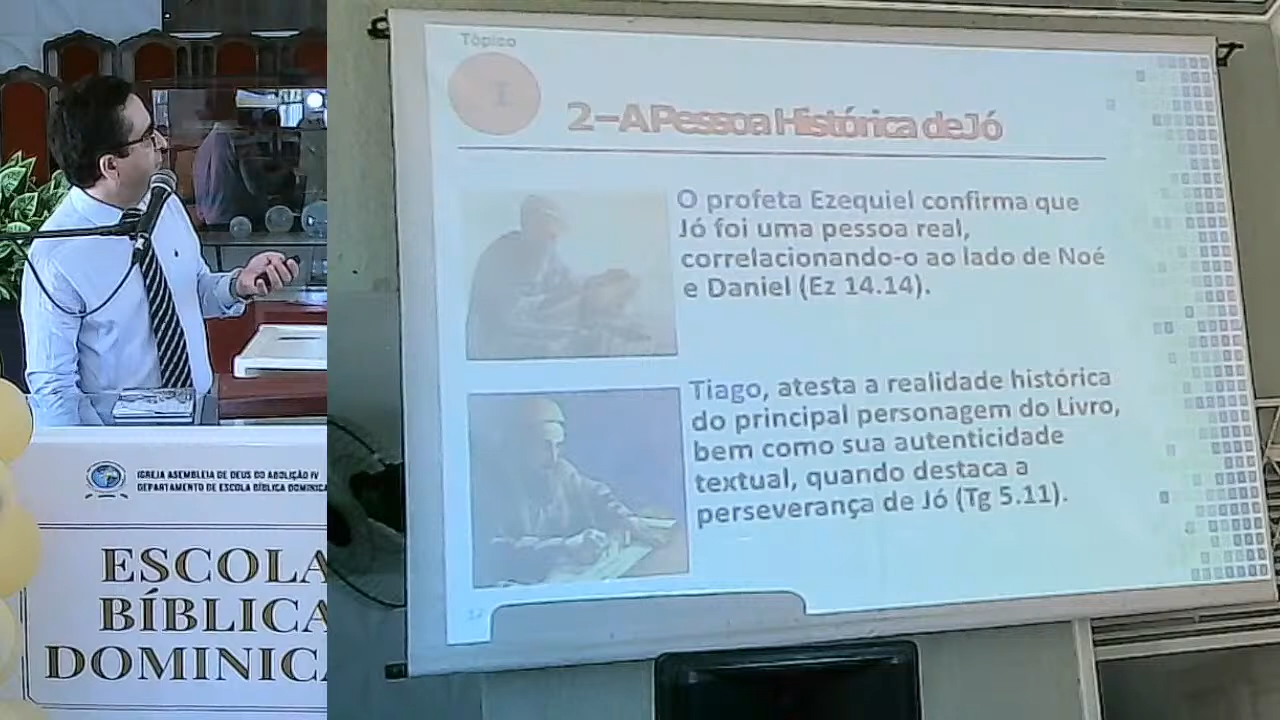 Tópico
1
2 – A Pessoa Histórica de Jó
O profeta Ezequiel confirma que
Jó foi uma pessoa real,
correlacionando-o ao lado de Noé
e Daniel (Ez 14.14).
Tiago, atesta a realidade histórica
do principal personagem do Livro,
bem como sua autenticidade
textual, quando destaca a
perseverança de Jó (Tg 5.11).
12
IGREJA ASEMBLEIA DE DEUS DO ABOLIÇÃO IV
DEPARTAMENTO DE ESCOLA BÍBLICA DOMINICA
ESCOLA
BÍBLICA
DOMINICA